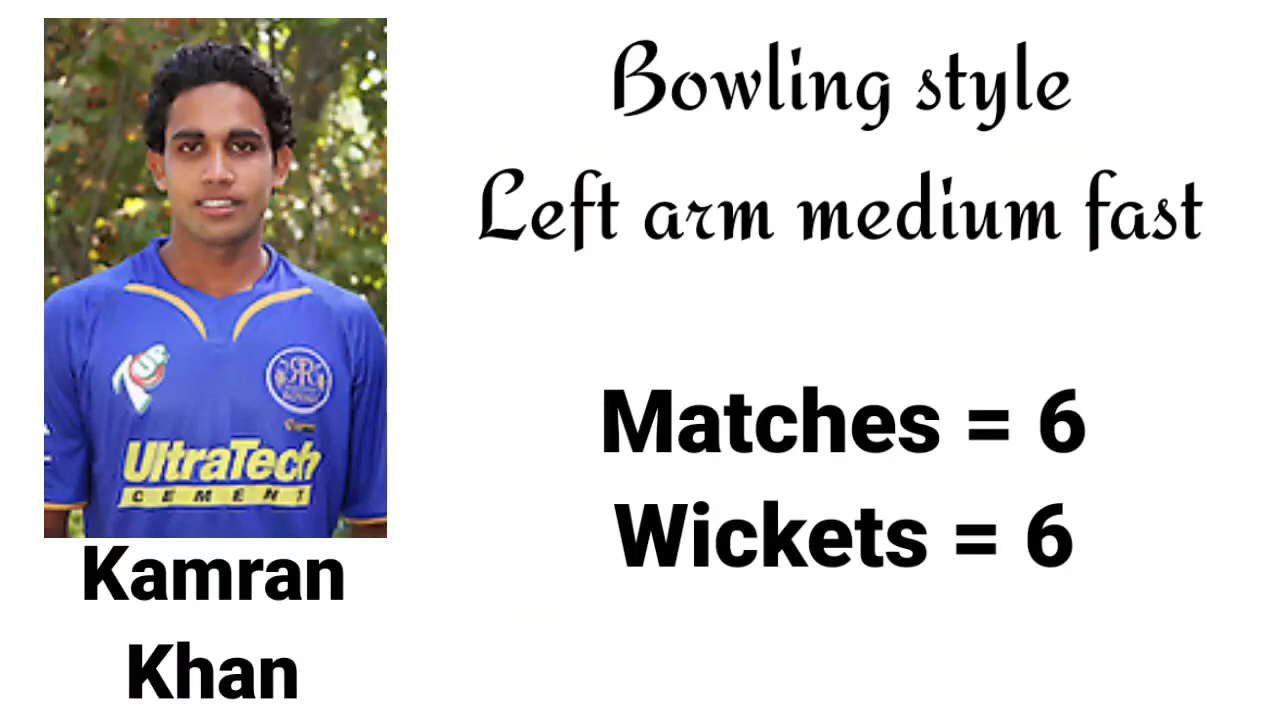 Bowling style
Left arm medium fast
Matches = 6
Wickets = 6
UltraTech
CEMENT
Kamran
Khan